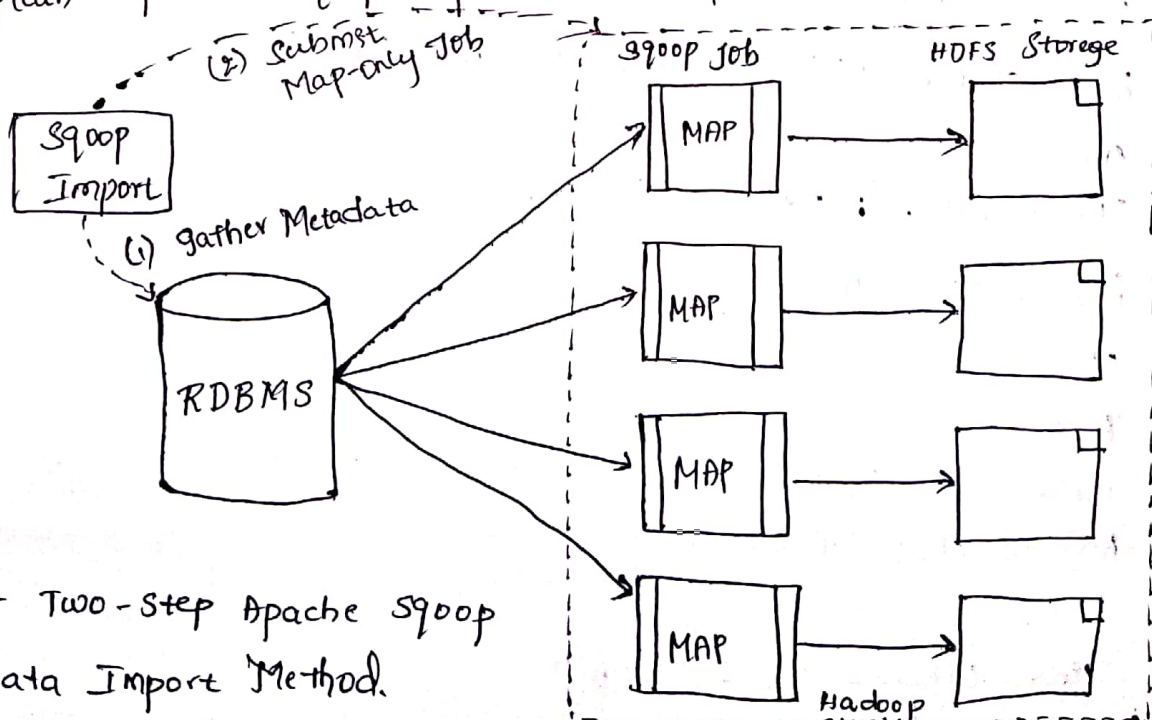 (2) Submit
Map-only Job
Sqoop Job
HDFS Storege
Sqoop
Import
MAP
(1) gather Metadata
MAP
RDBMS
MAP
Two-Step Apache Sqoop
ata Import Method.
MAP
Hadoop